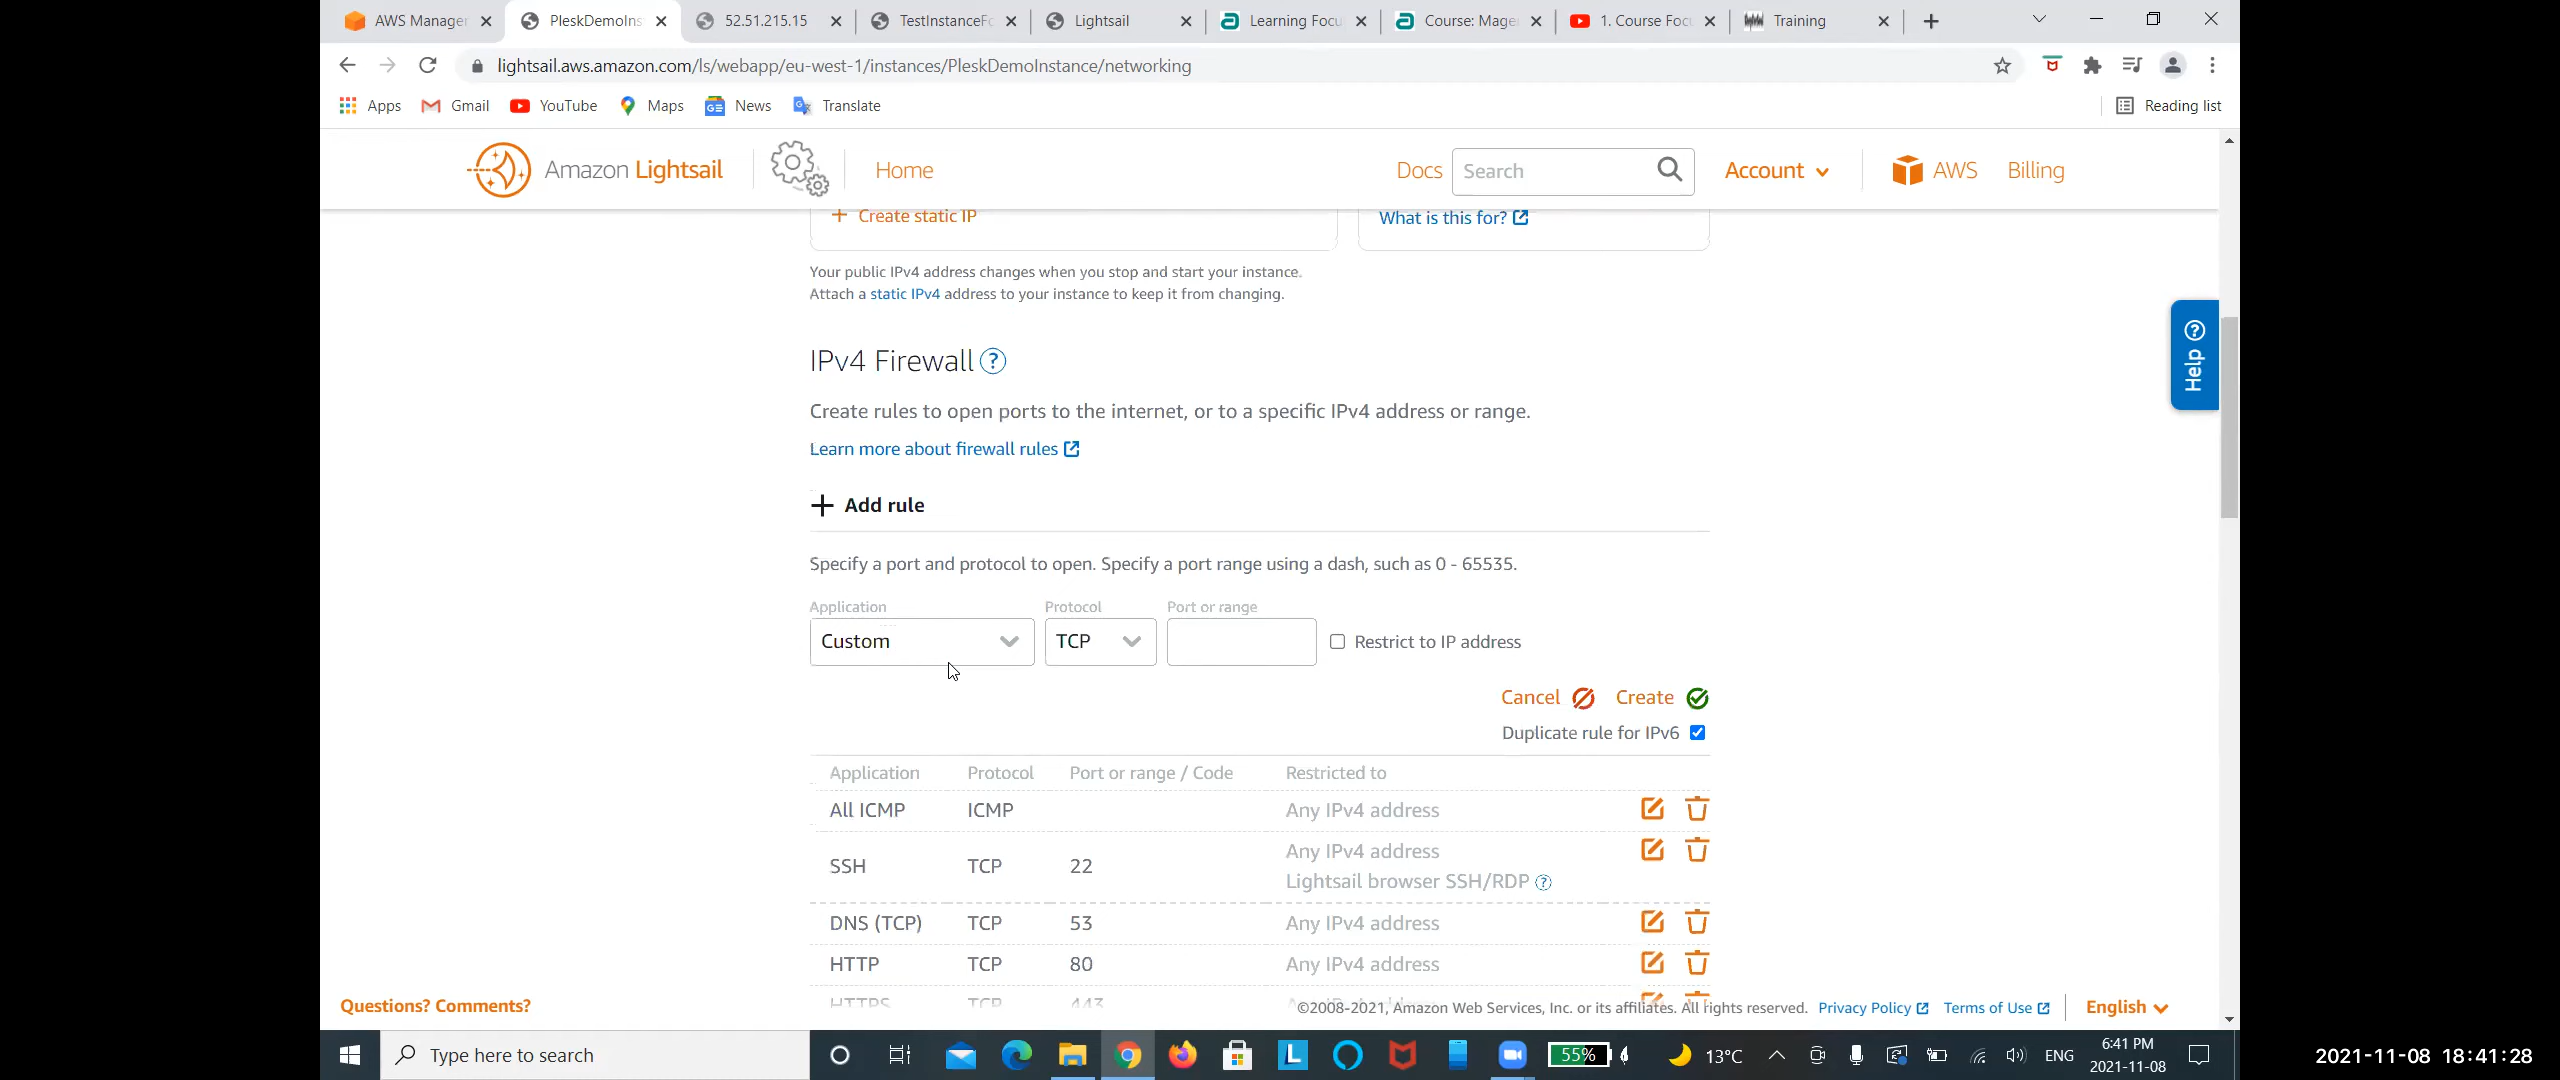 AWS Manager
PleskDemoIns
52.51.215.15
TestInstanceFo
Lightsail
Learning Focu
Course: Mage
1. Course Foc
Training
lightsail.aws.amazon.com/ls/webapp/eu-west-1/instances/PleskDemoInstance/networking
Apps
Gmail
YouTube
Maps
News
Translate
Reading list
Amazon Lightsail
Home
Docs
Search
Account
AWS
Billing
+ Create static IP
What is this for?
Your public IPv4 address changes when you stop and start your instance.
Attach a static IPv4 address to your instance to keep it from changing.
Help ?
IPv4 Firewall ?
Create rules to open ports to the internet, or to a specific IPv4 address or range.
Learn more about firewall rules
+ Add rule
Specify a port and protocol to open. Specify a port range using a dash, such as 0 - 65535.
Application Protocol Port or range
Custom TCP Restrict to IP address
Cancel Create
Duplicate rule for IPv6
Application Protocol Port or range / Code Restricted to
All ICMP ICMP Any IPv4 address
SSH TCP 22 Any IPv4 address
Lightsail browser SSH/RDP ?
DNS (TCP) TCP 53 Any IPv4 address
HTTP TCP 80 Any IPv4 address
HTTPS TCP 443
Questions? Comments?
©2008-2021, Amazon Web Services, Inc. or its affiliates. All rights reserved.
Privacy Policy
Terms of Use
English
Type here to search
L
55%
13°C
ENG
6:41 PM
2021-11-08
2021-11-08 18:41:28